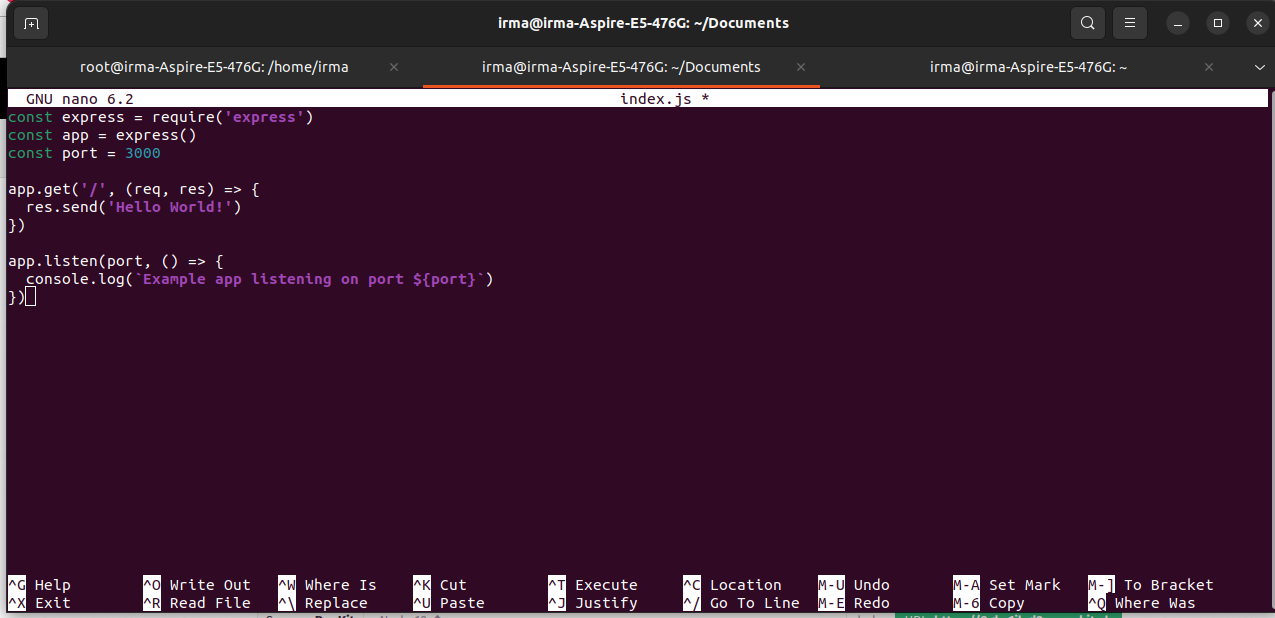 irma@irma-Aspire-E5-476G: ~/Documents
root@irma-Aspire-E5-476G: /home/irma
irma@irma-Aspire-E5-476G: ~/Documents
irma@irma-Aspire-E5-476G: ~
GNU nano 6.2 index.js *
const express = require('express')
const app = express()
const port = 3000
app.get('/', (req, res) => {
  res.send('Hello World!')
})
app.listen(port, () => {
  console.log(`Example app listening on port ${port}`)
})
^G Help ^O Write Out ^W Where Is ^K Cut ^T Execute ^C Location M-U Undo M-A Set Mark M-] To Bracket
^X Exit ^R Read File ^\ Replace ^U Paste ^J Justify ^/ Go To Line M-E Redo M-6 Copy ^Q Where Was